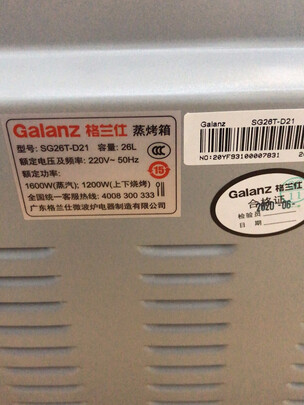 Galanz 格兰仕 蒸烤箱
型号: SG26T-D21 容量: 26L
额定电压及频率: 220V~ 50Hz
额定功率:
1600W(蒸汽); 1200W(上下烧烤)
全国统一客服热线: 4008 300 333
广东格兰仕微波炉电器制造有限公司
15
Galanz SG26T-D21
NO:20YF93100007831
Galanz 格兰仕
合格证
检验员
日期
2020